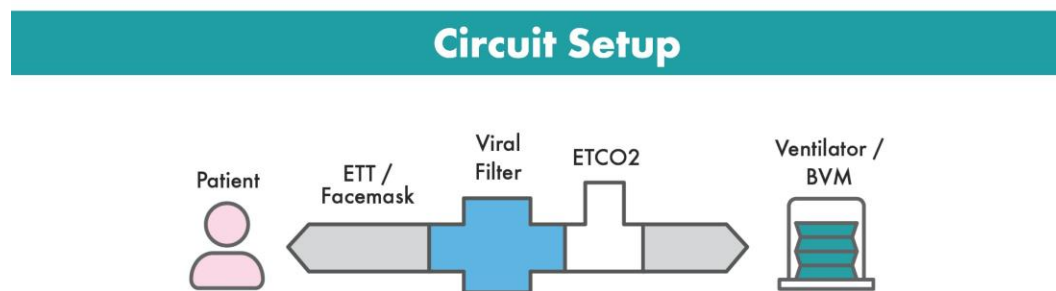 Circuit Setup
Patient
ETT /
Facemask
Viral
Filter
ETCO2
Ventilator /
BVM